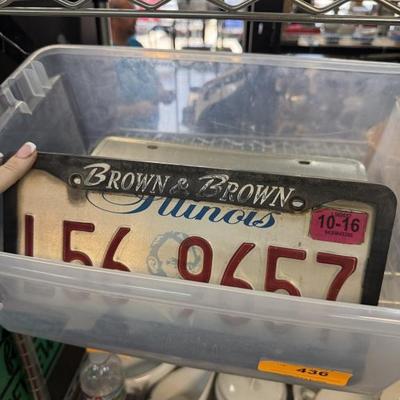 BROWN & BROWN
Illinois
10-16
L56 9657
436